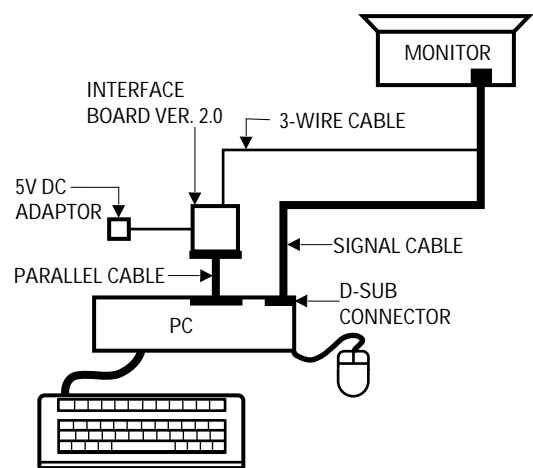 MONITOR
INTERFACE
BOARD VER. 2.0
3-WIRE CABLE
5V DC
ADAPTOR
SIGNAL CABLE
PARALLEL CABLE
D-SUB
CONNECTOR
PC